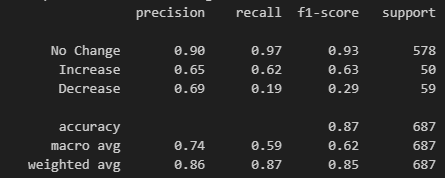 precision recall f1-score support
No Change 0.90 0.97 0.93 578
Increase 0.65 0.62 0.63 50
Decrease 0.69 0.19 0.29 59
accuracy 0.87 687
macro avg 0.74 0.59 0.62 687
weighted avg 0.86 0.87 0.85 687